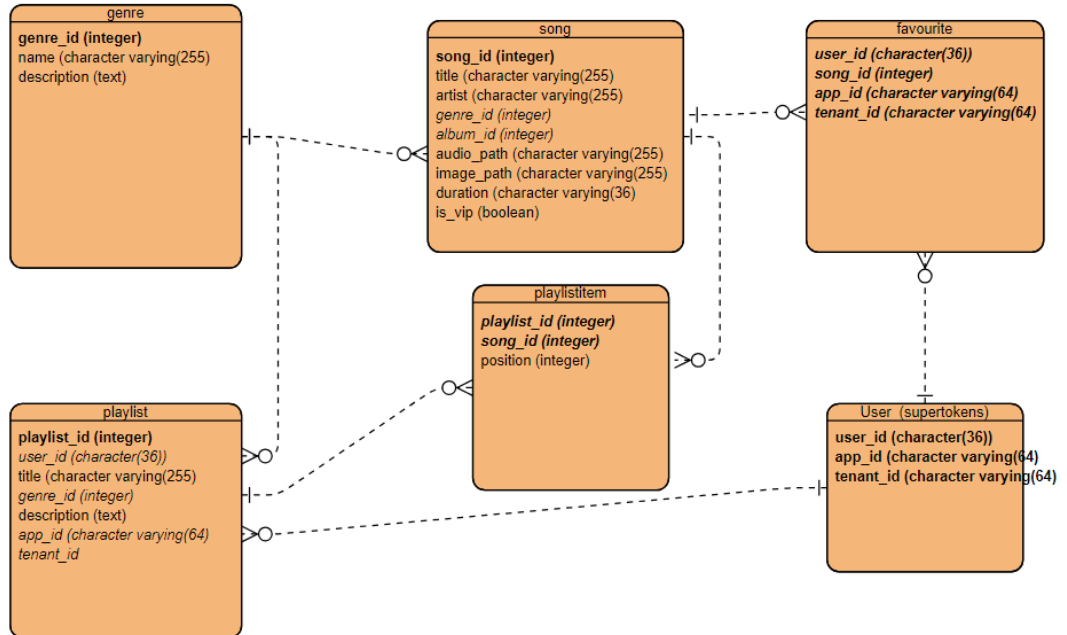 genre
genre_id (integer)
name (character varying(255)
description (text)
song
song_id (integer)
title (character varying(255)
artist (character varying(255)
genre_id (integer)
album_id (integer)
audio_path (character varying(255)
image_path (character varying(255)
duration (character varying(36)
is_vip (boolean)
favourite
user_id (character(36))
song_id (integer)
app_id (character varying(64)
tenant_id (character varying(64)
playlistitem
playlist_id (integer)
song_id (integer)
position (integer)
playlist
playlist_id (integer)
user_id (character(36))
title (character varying(255)
genre_id (integer)
description (text)
app_id (character varying(64)
tenant_id
User (supertokens)
user_id (character(36))
app_id (character varying(64)
tenant_id (character varying(64)